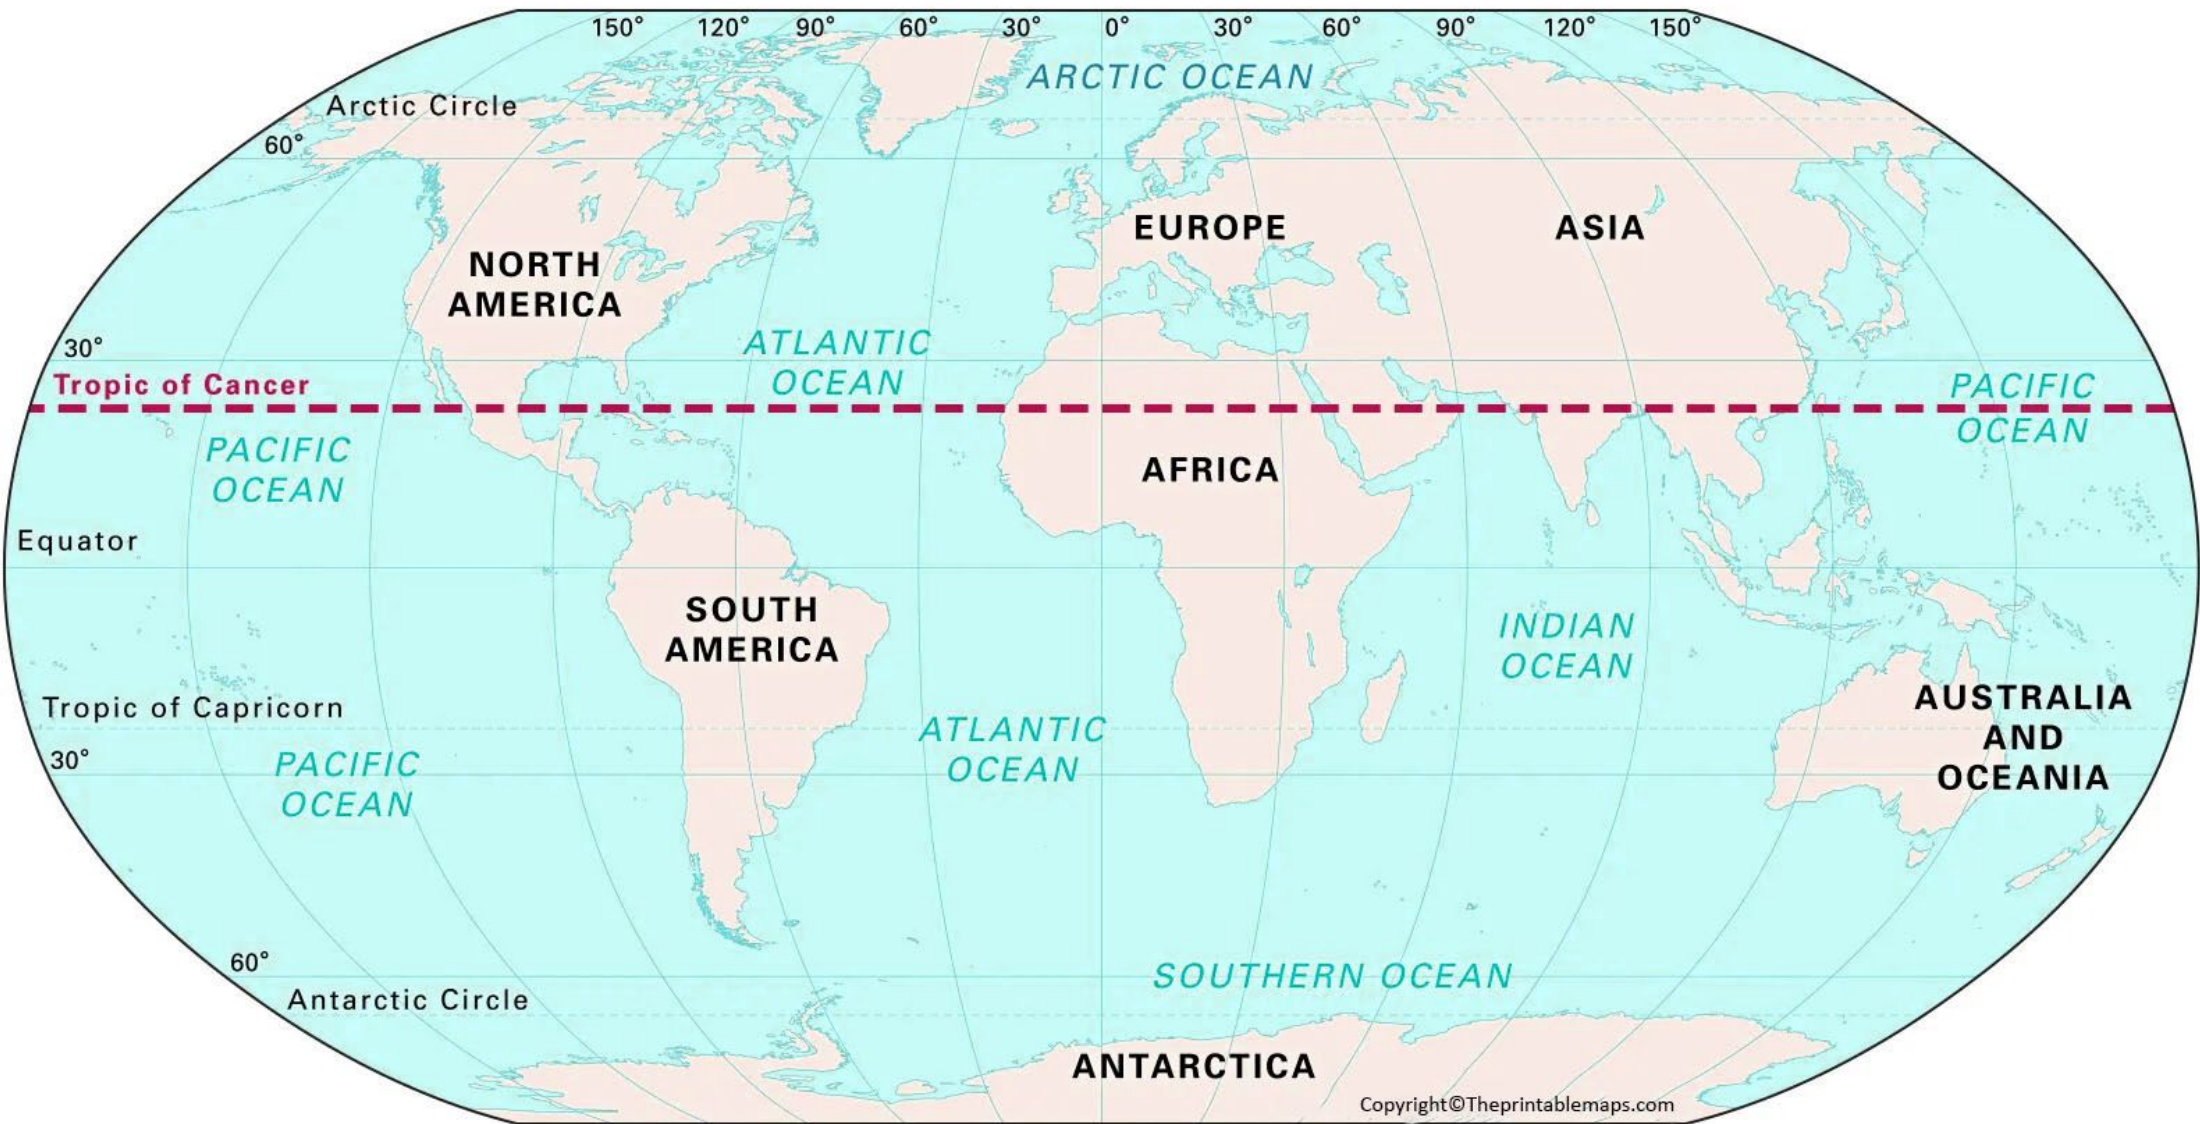 150° 120° 90° 60° 30° 0° 30° 60° 90° 120° 150°
ARCTIC OCEAN
Arctic Circle
60°
EUROPE
ASIA
NORTH
AMERICA
ATLANTIC
OCEAN
30°
Tropic of Cancer
PACIFIC
OCEAN
PACIFIC
OCEAN
AFRICA
Equator
SOUTH
AMERICA
INDIAN
OCEAN
Tropic of Capricorn
AUSTRALIA
AND
OCEANIA
ATLANTIC
OCEAN
30°
PACIFIC
OCEAN
60°
SOUTHERN OCEAN
Antarctic Circle
ANTARCTICA
Copyright©Theprintablemaps.com